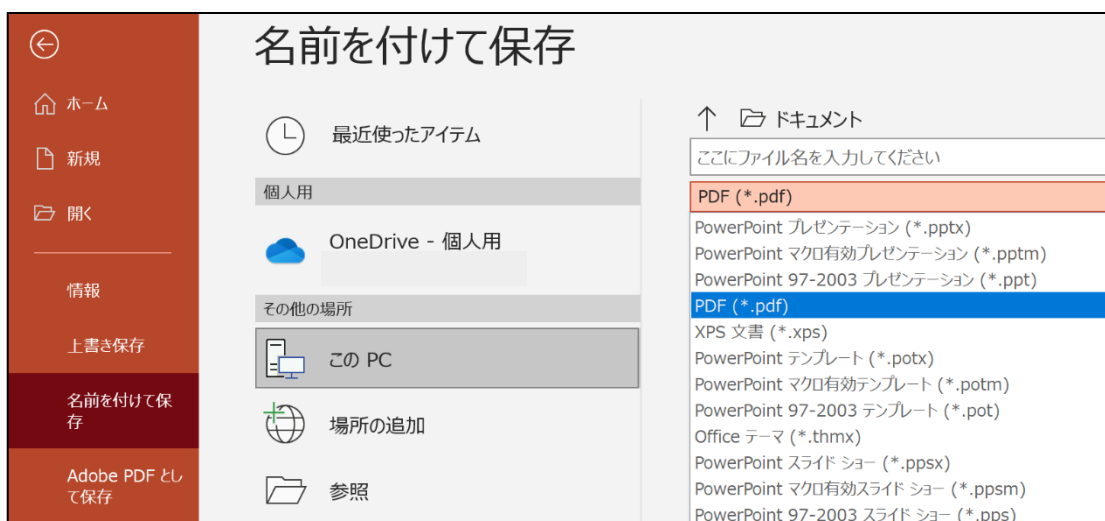 名前を付けて保存
ホーム
新規
開く
情報
上書き保存
名前を付けて保
存
Adobe PDF とし
て保存
最近使ったアイテム
個人用
OneDrive - 個人用
その他の場所
この PC
場所の追加
参照
ドキュメント
ここにファイル名を入力してください
PDF (*.pdf)
PowerPoint プレゼンテーション (*.pptx)
PowerPoint マクロ有効プレゼンテーション (*.pptm)
PowerPoint 97-2003 プレゼンテーション (*.ppt)
PDF (*.pdf)
XPS 文書 (*.xps)
PowerPoint テンプレート (*.potx)
PowerPoint マクロ有効テンプレート (*.potm)
PowerPoint 97-2003 テンプレート (*.pot)
Office テーマ (*.thmx)
PowerPoint スライド ショー (*.ppsx)
PowerPoint マクロ有効スライド ショー (*.ppsm)
PowerPoint 97-2003 スライド ショー (*.pps)